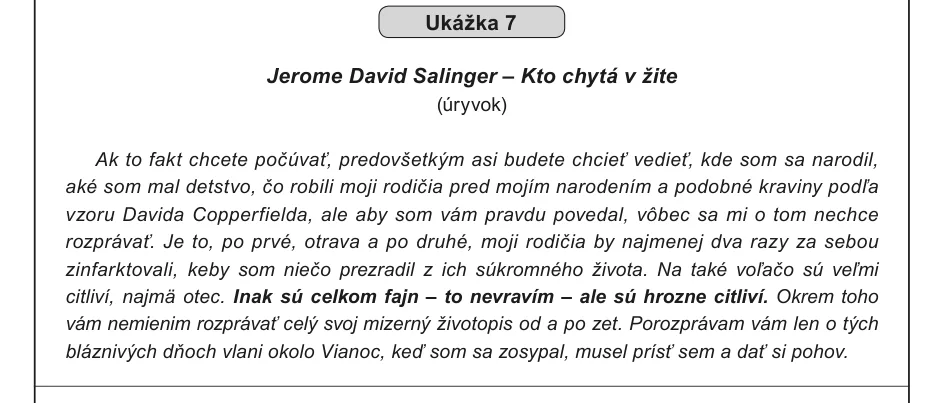 Ukážka 7
Jerome David Salinger – Kto chytá v žite
(úryvok)
Ak to fakt chcete počúvať, predovšetkým asi budete chcieť vedieť, kde som sa narodil,
aké som mal detstvo, čo robili moji rodičia pred mojím narodením a podobné kraviny podľa
vzoru Davida Copperfielda, ale aby som vám pravdu povedal, vôbec sa mi o tom nechce
rozprávať. Je to, po prvé, otrava a po druhé, moji rodičia by najmenej dva razy za sebou
zinfarktovali, keby som niečo prezradil z ich súkromného života. Na také voľačo sú veľmi
citliví, najmä otec. Inak sú celkom fajn – to nevravím – ale sú hrozne citliví. Okrem toho
vám nemienim rozprávať celý svoj mizerný životopis od a po zet. Porozprávam vám len o tých
bláznivých dňoch vlani okolo Vianoc, keď som sa zosypal, musel prísť sem a dať si pohov.